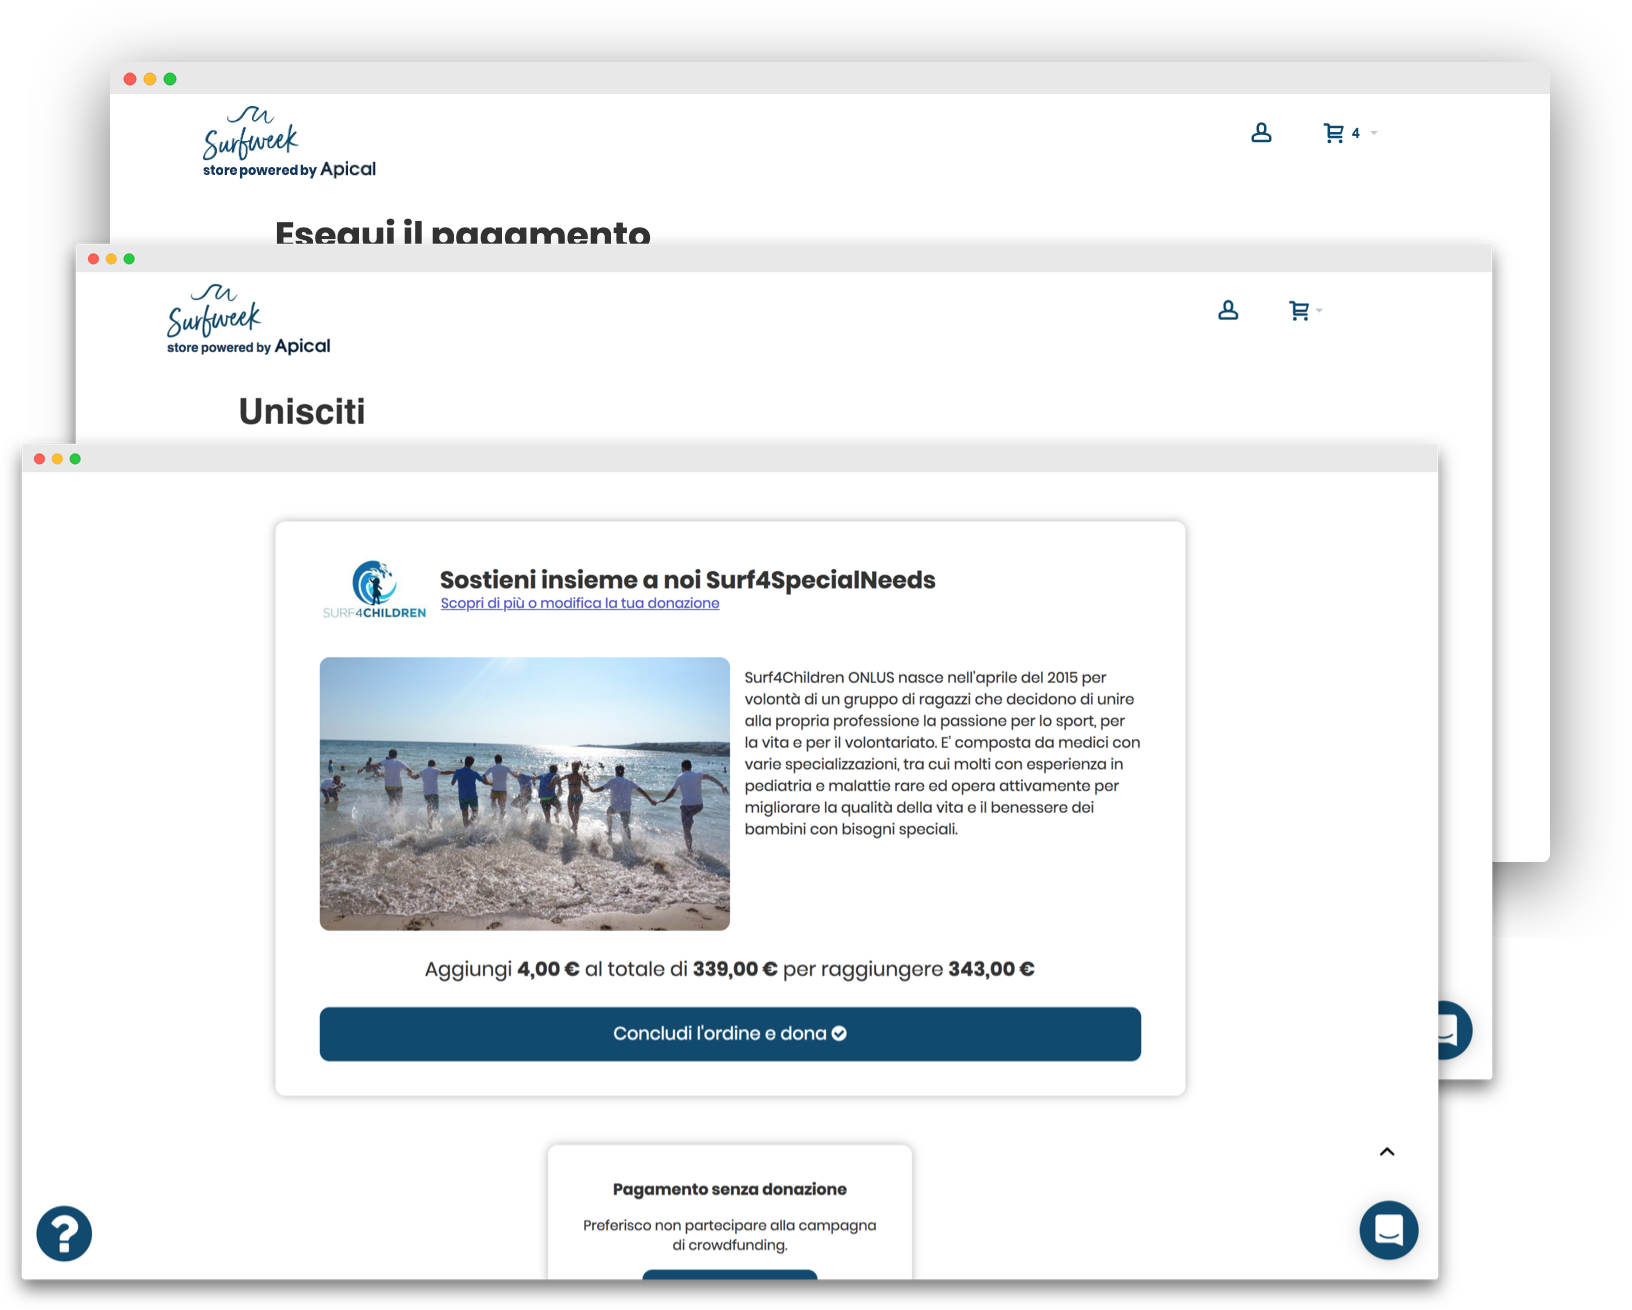 Surfweek
store powered by Apical
4
Esegui il pagamento
Surfweek
store powered by Apical
Unisciti
SURF4CHILDREN
Sostieni insieme a noi Surf4SpecialNeeds
Scopri di più o modifica la tua donazione
Surf4Children ONLUS nasce nell'aprile del 2015 per
volontà di un gruppo di ragazzi che decidono di unire
alla propria professione la passione per lo sport, per
la vita e per il volontariato. E' composta da medici con
varie specializzazioni, tra cui molti con esperienza in
pediatria e malattie rare ed opera attivamente per
migliorare la qualità della vita e il benessere dei
bambini con bisogni speciali.
Aggiungi 4,00 € al totale di 339,00 € per raggiungere 343,00 €
Concludi l'ordine e dona
Pagamento senza donazione
Preferisco non partecipare alla campagna
di crowdfunding.
?